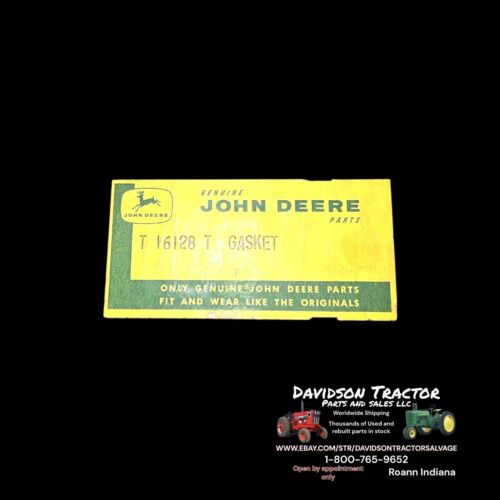 GENUINE
JOHN DEERE
PARTS
JOHN DEERE
T 16128 T GASKET
ONLY GENUINE JOHN DEERE PARTS
FIT AND WEAR LIKE THE ORIGINALS
DAVIDSON TRACTOR
PARTS AND SALES LLC
Worldwide Shipping
Thousands of Used and
rebuilt parts in stock
WWW.EBAY.COM/STR/DAVIDSONTRACTORSALVAGE
1-800-765-9652
Open by appointment
only
Roann Indiana